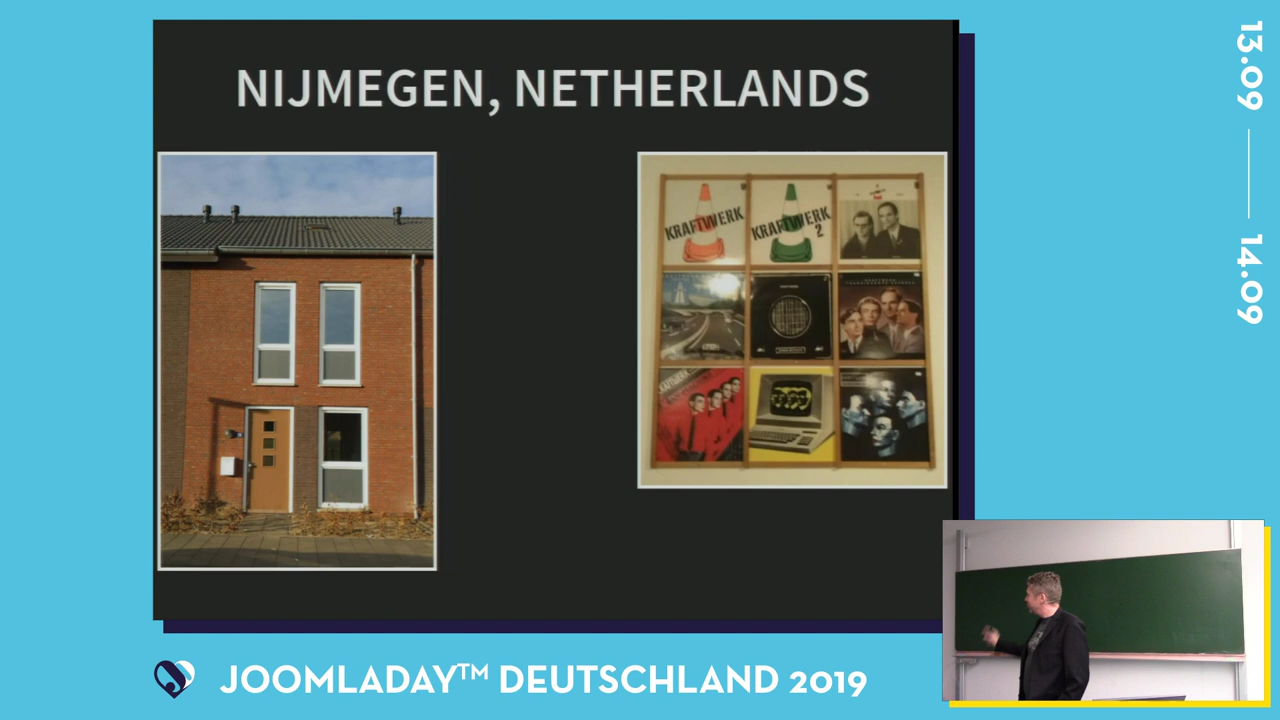 NIJMEGEN, NETHERLANDS
KRAFTWERK
KRAFTWERK
2
13.09
14.09
JOOMLADAY™ DEUTSCHLAND 2019